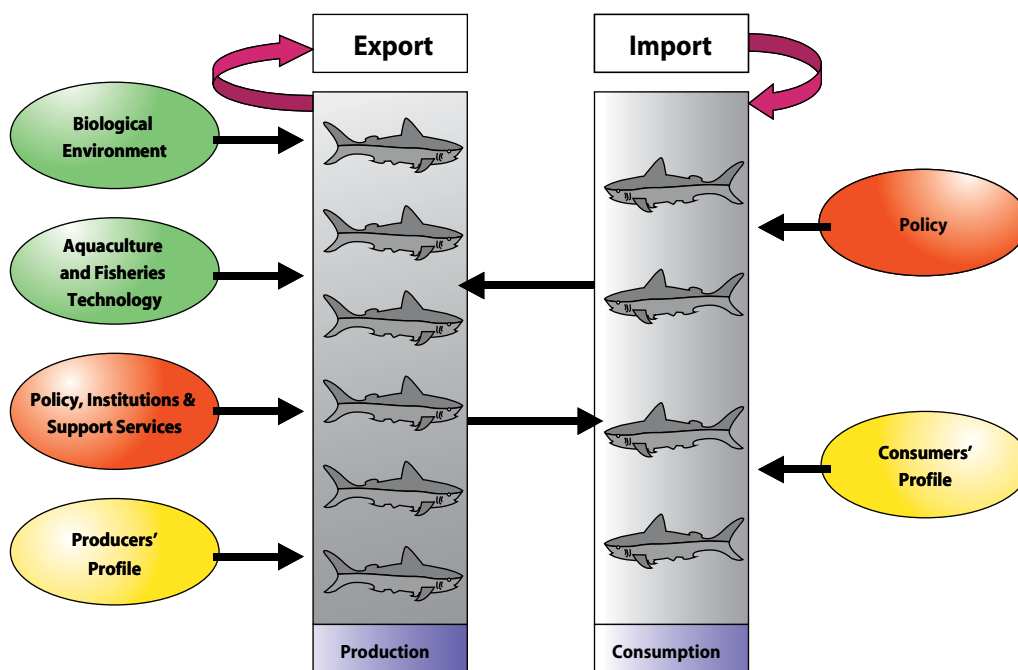 Export
Import
Biological
Environment
Aquaculture
and Fisheries
Technology
Policy, Institutions &
Support Services
Producers'
Profile
Policy
Consumers'
Profile
Production
Consumption